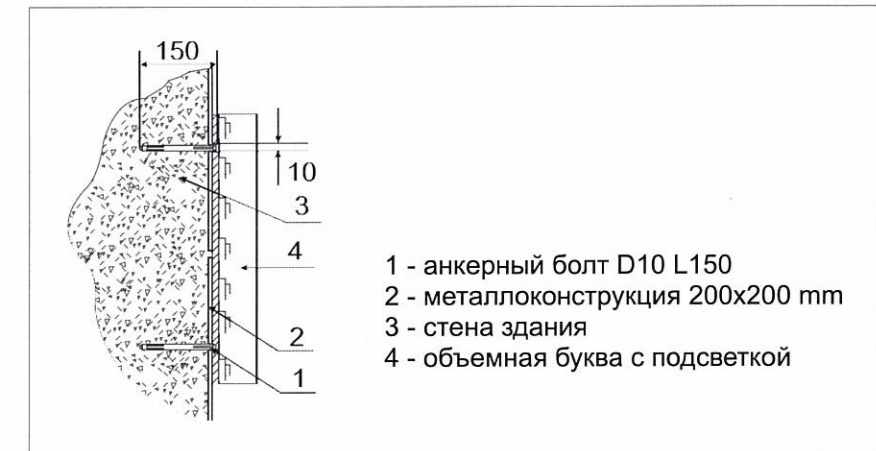 150
10
3
4
2
1
1 - анкерный болт D10 L150
2 - металлоконструкция 200x200 mm
3 - стена здания
4 - объемная буква с подсветкой